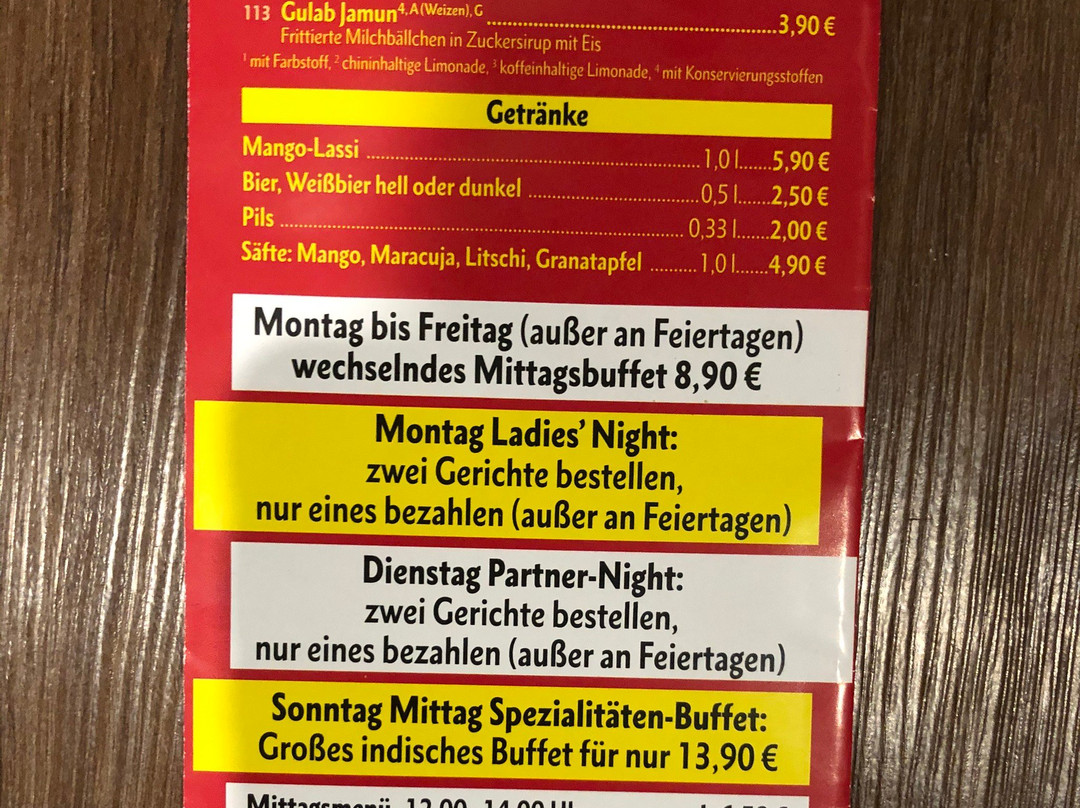 113 Gulab Jamun⁴,A(Weizen),G ........ 3,90 €
Frittierte Milchbällchen in Zuckersirup mit Eis
¹ mit Farbstoff, ² chininhaltige Limonade, ³ koffeinhaltige Limonade, ⁴ mit Konservierungsstoffen
Getränke
Mango-Lassi ........ 1,0 l ...... 5,90 €
Bier, Weißbier hell oder dunkel ........ 0,5 l ...... 2,50 €
Pils ........ 0,33 l ...... 2,00 €
Säfte: Mango, Maracuja, Litschi, Granatapfel ........ 1,0 l ...... 4,90 €
Montag bis Freitag (außer an Feiertagen)
wechselndes Mittagsbuffet 8,90 €
Montag Ladies’ Night:
zwei Gerichte bestellen,
nur eines bezahlen (außer an Feiertagen)
Dienstag Partner-Night:
zwei Gerichte bestellen,
nur eines bezahlen (außer an Feiertagen)
Sonntag Mittag Spezialitäten-Buffet:
Großes indisches Buffet für nur 13,90 €
Mittagsmenü 12.00–14.00